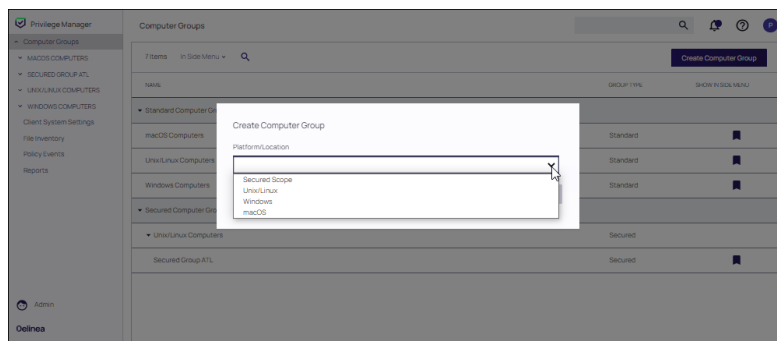 Privilege Manager
Computer Groups
MACOS COMPUTERS
SECURED GROUP ATL
UNIX/LINUX COMPUTERS
WINDOWS COMPUTERS
Client System Settings
File Inventory
Policy Events
Reports
Admin
Delinea
Computer Groups
P
7 Items in Side Menu
Create Computer Group
NAME GROUP TYPE SHOW IN SIDE MENU
Standard Computer Gr
macOS Computers Standard
Unix/Linux Computers Standard
Windows Computers Standard
Secured Computer Gro
Unix/Linux Computers Secured
Secured Group ATL Secured
Create Computer Group
Platform/Location
Secured Scope
Unix/Linux
Windows
macOS